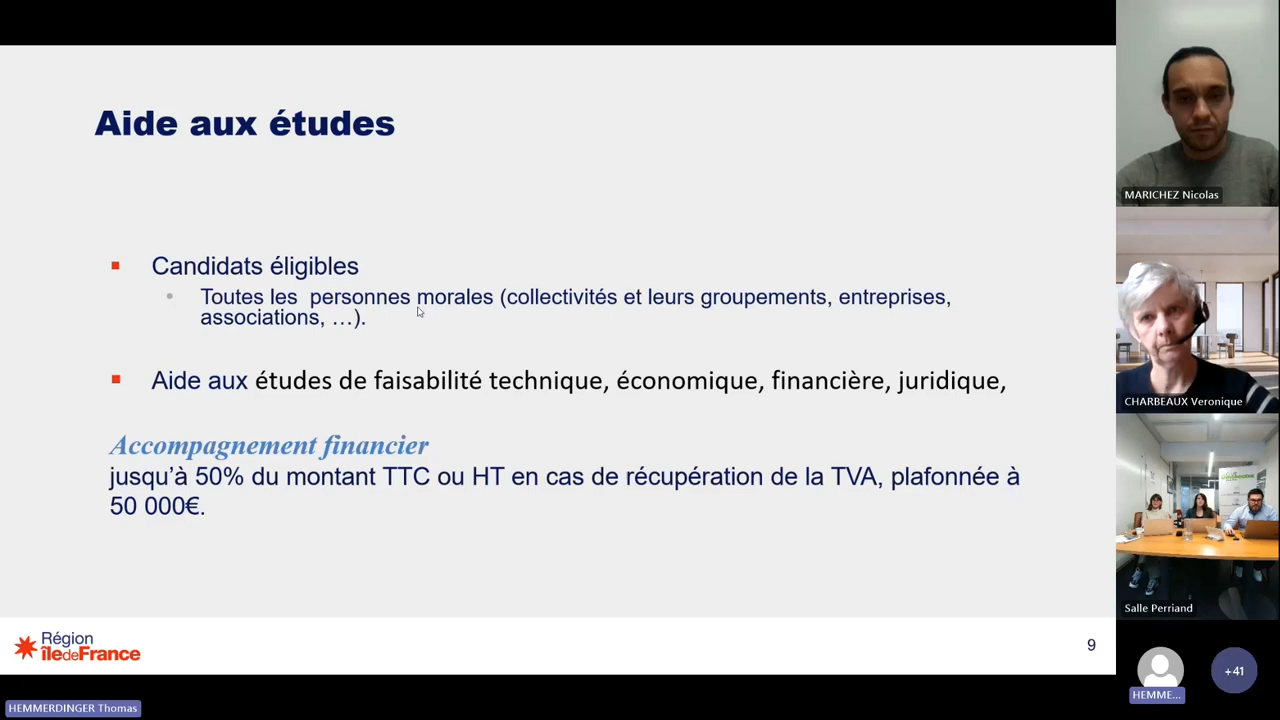 Aide aux études
Candidats éligibles
Toutes les personnes morales (collectivités et leurs groupements, entreprises,
associations, …).
Aide aux études de faisabilité technique, économique, financière, juridique,
Accompagnement financier
jusqu’à 50% du montant TTC ou HT en cas de récupération de la TVA, plafonnée à
50 000€.
Région
îledeFrance
9
HEMMERDINGER Thomas
MARICHEZ Nicolas
CHARBEAUX Veronique
Salle Perriand
HEMME...
+41